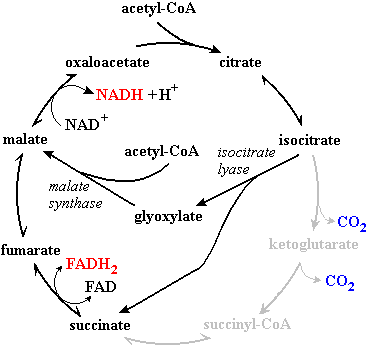 acetyl-CoA
oxaloacetate
citrate
NADH + H+
NAD+
malate
acetyl-CoA
isocitrate
lyase
isocitrate
malate
synthase
glyoxylate
CO2
fumarate
ketoglutarate
FADH2
FAD
CO2
succinate
succinyl-CoA